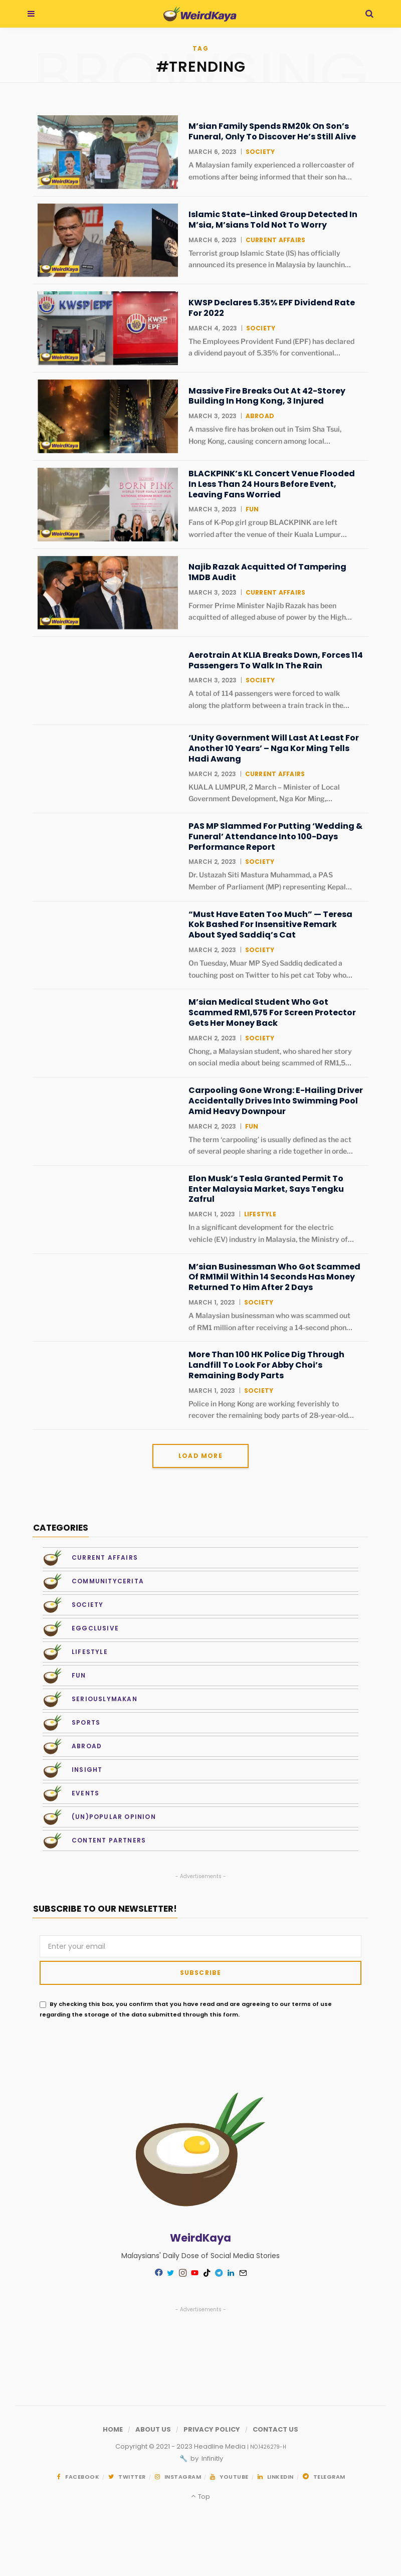 WeirdKaya
TAG
#TRENDING
M'sian Family Spends RM20k On Son's
Funeral, Only To Discover He's Still Alive
MARCH 6, 2023 | SOCIETY
A Malaysian family experienced a rollercoaster of
emotions after being informed that their son ha...
WeirdKaya
Islamic State-Linked Group Detected In
M'sia, M'sians Told Not To Worry
MARCH 6, 2023 | CURRENT AFFAIRS
Terrorist group Islamic State (IS) has officially
announced its presence in Malaysia by launchin...
WeirdKaya
KWSP EPF
KWSP
EPF
WeirdKaya
KWSP Declares 5.35% EPF Dividend Rate
For 2022
MARCH 4, 2023 | SOCIETY
The Employees Provident Fund (EPF) has declared
a dividend payout of 5.35% for conventional...
WeirdKaya
Massive Fire Breaks Out At 42-Storey
Building In Hong Kong, 3 Injured
MARCH 3, 2023 | ABROAD
A massive fire has broken out in Tsim Sha Tsui,
Hong Kong, causing concern among local...
BORN PINK
WeirdKaya
BLACKPINK's KL Concert Venue Flooded
In Less Than 24 Hours Before Event,
Leaving Fans Worried
MARCH 3, 2023 | FUN
Fans of K-Pop girl group BLACKPINK are left
worried after the venue of their Kuala Lumpur...
WeirdKaya
Najib Razak Acquitted Of Tampering
1MDB Audit
MARCH 3, 2023 | CURRENT AFFAIRS
Former Prime Minister Najib Razak has been
acquitted of alleged abuse of power by the High...
Aerotrain At KLIA Breaks Down, Forces 114
Passengers To Walk In The Rain
MARCH 3, 2023 | SOCIETY
A total of 114 passengers were forced to walk
along the platform between a train track in the...
'Unity Government Will Last At Least For
Another 10 Years' – Nga Kor Ming Tells
Hadi Awang
MARCH 2, 2023 | CURRENT AFFAIRS
KUALA LUMPUR, 2 March – Minister of Local
Government Development, Nga Kor Ming,...
PAS MP Slammed For Putting 'Wedding &
Funeral' Attendance Into 100-Days
Performance Report
MARCH 2, 2023 | SOCIETY
Dr. Ustazah Siti Mastura Muhammad, a PAS
Member of Parliament (MP) representing Kepal...
"Must Have Eaten Too Much" — Teresa
Kok Bashed For Insensitive Remark
About Syed Saddiq's Cat
MARCH 2, 2023 | SOCIETY
On Tuesday, Muar MP Syed Saddiq dedicated a
touching post on Twitter to his pet cat Toby who...
M'sian Medical Student Who Got
Scammed RM1,575 For Screen Protector
Gets Her Money Back
MARCH 2, 2023 | SOCIETY
Chong, a Malaysian student, who shared her story
on social media about being scammed of RM1,5...
Carpooling Gone Wrong: E-Hailing Driver
Accidentally Drives Into Swimming Pool
Amid Heavy Downpour
MARCH 2, 2023 | FUN
The term 'carpooling' is usually defined as the act
of several people sharing a ride together in orde...
Elon Musk's Tesla Granted Permit To
Enter Malaysia Market, Says Tengku
Zafrul
MARCH 1, 2023 | LIFESTYLE
In a significant development for the electric
vehicle (EV) industry in Malaysia, the Ministry of...
M'sian Businessman Who Got Scammed
Of RM1Mil Within 14 Seconds Has Money
Returned To Him After 2 Days
MARCH 1, 2023 | SOCIETY
A Malaysian businessman who was scammed out
of RM1 million after receiving a 14-second phon...
More Than 100 HK Police Dig Through
Landfill To Look For Abby Choi's
Remaining Body Parts
MARCH 1, 2023 | SOCIETY
Police in Hong Kong are working feverishly to
recover the remaining body parts of 28-year-old...
LOAD MORE
CATEGORIES
CURRENT AFFAIRS
COMMUNITYCERITA
SOCIETY
EGGCLUSIVE
LIFESTYLE
FUN
SERIOUSLYMAKAN
SPORTS
ABROAD
INSIGHT
EVENTS
(UN)POPULAR OPINION
CONTENT PARTNERS
- Advertisements -
SUBSCRIBE TO OUR NEWSLETTER!
Enter your email
SUBSCRIBE
By checking this box, you confirm that you have read and are agreeing to our terms of use
regarding the storage of the data submitted through this form.
WeirdKaya
Malaysians' Daily Dose of Social Media Stories
- Advertisements -
HOME / ABOUT US / PRIVACY POLICY / CONTACT US
Copyright © 2021 - 2023 Headline Media | NO.1428279-H
by Infinitly
FACEBOOK / TWITTER / INSTAGRAM / YOUTUBE / LINKEDIN / TELEGRAM
Top